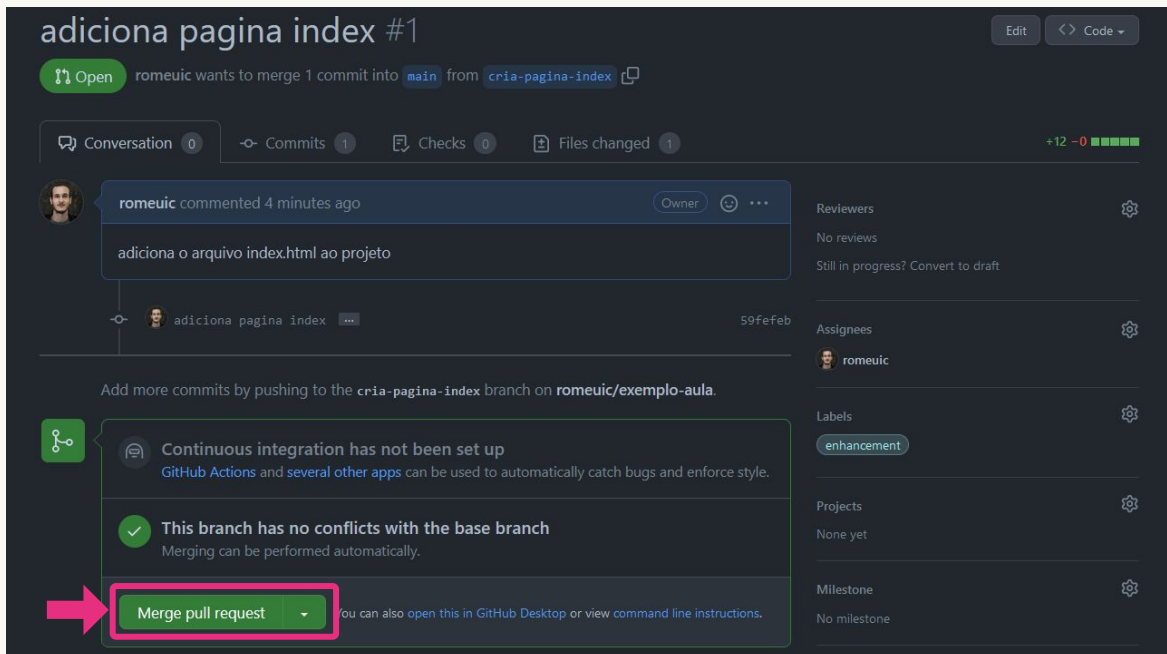 adiciona pagina index #1
Edit
<> Code
Open
romeuic wants to merge 1 commit into main from cria-pagina-index
Conversation 0
Commits 1
Checks 0
Files changed 1
+12 −0
romeuic commented 4 minutes ago
Owner
···
adiciona o arquivo index.html ao projeto
adiciona pagina index ...
59fefeb
Add more commits by pushing to the cria-pagina-index branch on romeuic/exemplo-aula.
Continuous integration has not been set up
GitHub Actions and several other apps can be used to automatically catch bugs and enforce style.
This branch has no conflicts with the base branch
Merging can be performed automatically.
Merge pull request
You can also open this in GitHub Desktop or view command line instructions.
Reviewers
No reviews
Still in progress? Convert to draft
Assignees
romeuic
Labels
enhancement
Projects
None yet
Milestone
No milestone